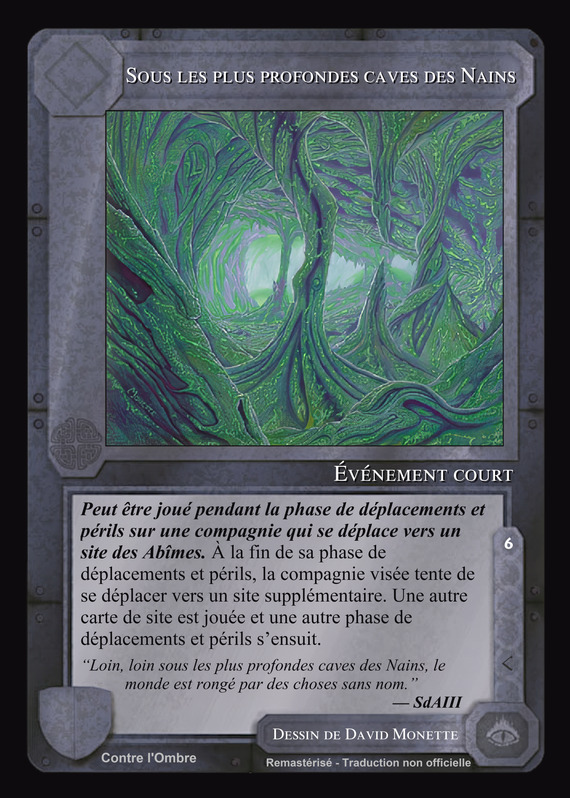 Sous les plus profondes caves des Nains
Événement court
Peut être joué pendant la phase de déplacements et
périls sur une compagnie qui se déplace vers un
site des Abîmes. À la fin de sa phase de
déplacements et périls, la compagnie visée tente de
se déplacer vers un site supplémentaire. Une autre
carte de site est jouée et une autre phase de
déplacements et périls s’ensuit.
6
“Loin, loin sous les plus profondes caves des Nains, le
monde est rongé par des choses sans nom.”
— SdAIII
Dessin de David Monette
Contre l'Ombre
Remastérisé - Traduction non officielle